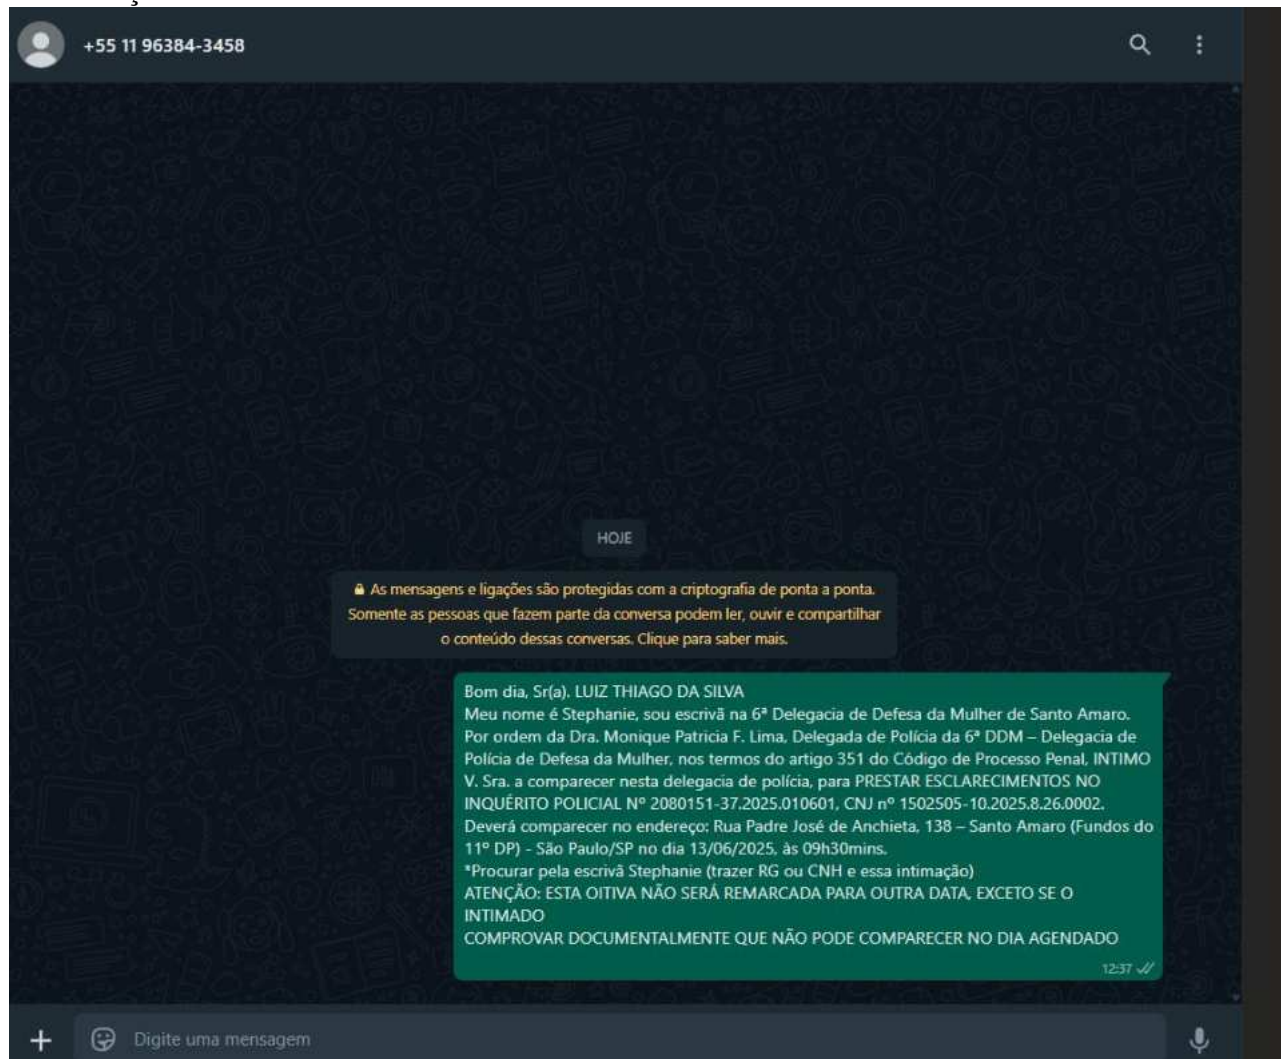 +55 11 96384-3458
HOJE
As mensagens e ligações são protegidas com a criptografia de ponta a ponta.
Somente as pessoas que fazem parte da conversa podem ler, ouvir e compartilhar
o conteúdo dessas conversas. Clique para saber mais.
Bom dia, Sr(a). LUIZ THIAGO DA SILVA
Meu nome é Stephanie, sou escrivã na 6ª Delegacia de Defesa da Mulher de Santo Amaro.
Por ordem da Dra. Monique Patricia F. Lima, Delegada de Polícia da 6ª DDM – Delegacia de
Polícia de Defesa da Mulher, nos termos do artigo 351 do Código de Processo Penal, INTIMO
V. Sra. a comparecer nesta delegacia de polícia, para PRESTAR ESCLARECIMENTOS NO
INQUÉRITO POLICIAL Nº 2080151-37.2025.010601, CNJ nº 1502505-10.2025.8.26.0002.
Deverá comparecer no endereço: Rua Padre José de Anchieta, 138 – Santo Amaro (Fundos do
11º DP) - São Paulo/SP no dia 13/06/2025, às 09h30mins.
*Procurar pela escrivã Stephanie (trazer RG ou CNH e essa intimação)
ATENÇÃO: ESTA OITIVA NÃO SERÁ REMARCADA PARA OUTRA DATA, EXCETO SE O
INTIMADO
COMPROVAR DOCUMENTALMENTE QUE NÃO PODE COMPARECER NO DIA AGENDADO
12:37
Digite uma mensagem